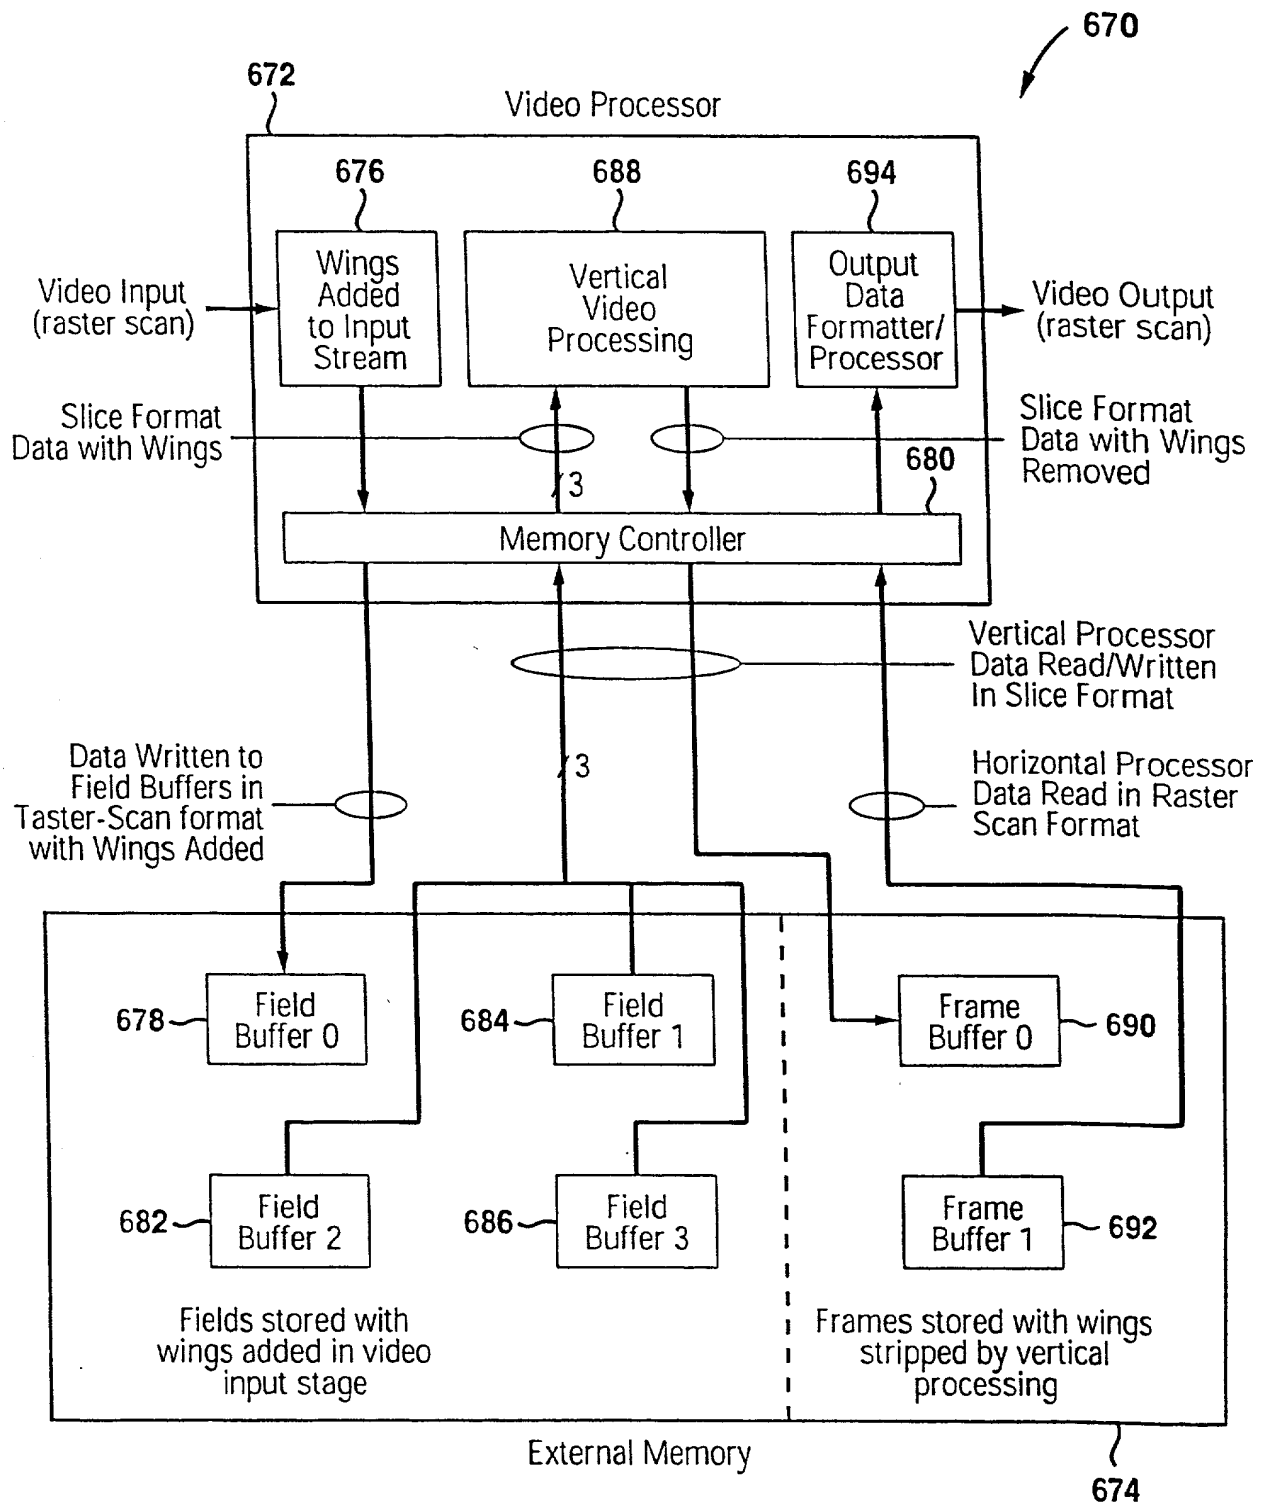 670
672
Video Processor
676
688
694
Wings
Added
to Input
Stream
Vertical
Video
Processing
Output
Data
Formatter/
Processor
Video Input
(raster scan)
Video Output
(raster scan)
Slice Format
Data with Wings
Slice Format
Data with Wings
Removed
3
680
Memory Controller
Vertical Processor
Data Read/Written
In Slice Format
3
Data Written to
Field Buffers in
Taster-Scan format
with Wings Added
Horizontal Processor
Data Read in Raster
Scan Format
678
Field
Buffer 0
684
Field
Buffer 1
Frame
Buffer 0
690
682
Field
Buffer 2
686
Field
Buffer 3
Frame
Buffer 1
692
Fields stored with
wings added in video
input stage
Frames stored with wings
stripped by vertical
processing
External Memory
674